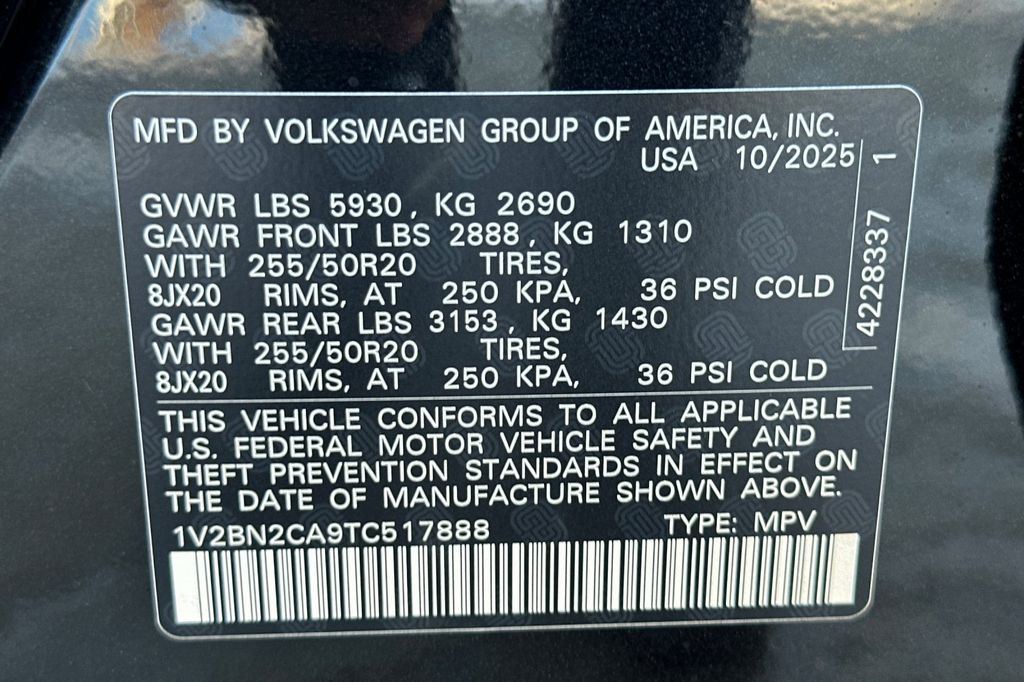 MFD BY VOLKSWAGEN GROUP OF AMERICA, INC.
USA 10/2025
GVWR LBS 5930, KG 2690
GAWR FRONT LBS 2888, KG 1310
WITH 255/50R20 TIRES,
8JX20 RIMS, AT 250 KPA, 36 PSI COLD
GAWR REAR LBS 3153, KG 1430
WITH 255/50R20 TIRES,
8JX20 RIMS, AT 250 KPA, 36 PSI COLD
4228337 1
THIS VEHICLE CONFORMS TO ALL APPLICABLE
U.S. FEDERAL MOTOR VEHICLE SAFETY AND
THEFT PREVENTION STANDARDS IN EFFECT ON
THE DATE OF MANUFACTURE SHOWN ABOVE.
1V2BN2CA9TC517888 TYPE: MPV